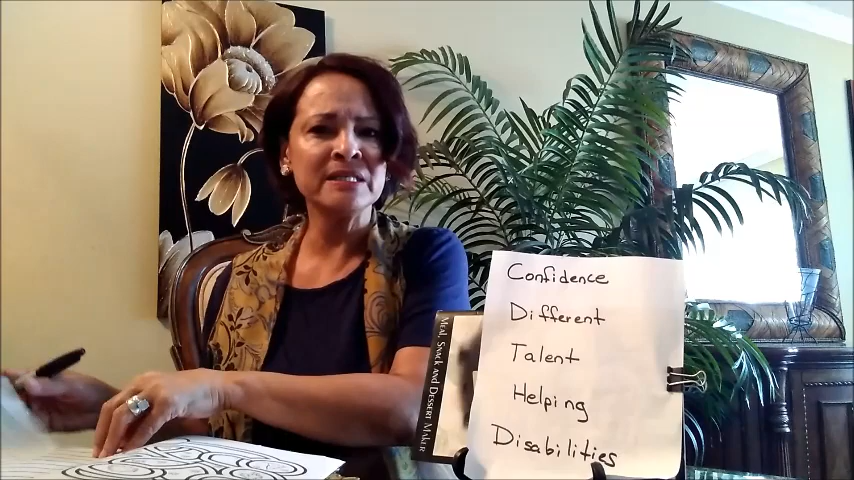 Confidence
Different
Talent
Helping
Disabilities
MEAL, SNACK AND DESSERT MAKER